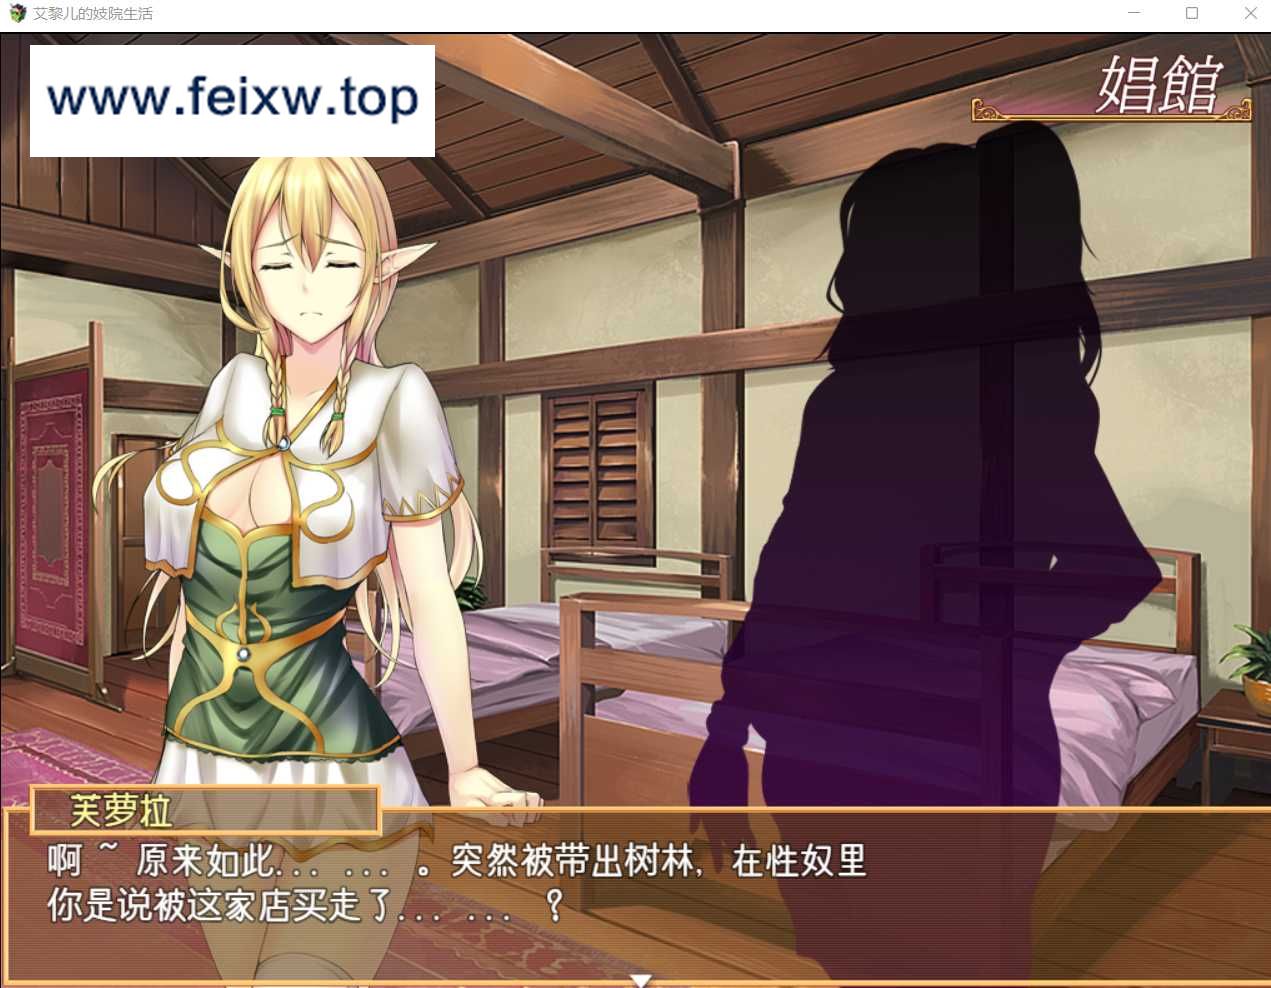 艾黎儿的妓院生活
www.feixw.top
娼館
芙萝拉
啊 ~ 原来如此... ... 。突然被带出树林, 在性奴里
你是说被这家店买走了... ... ？